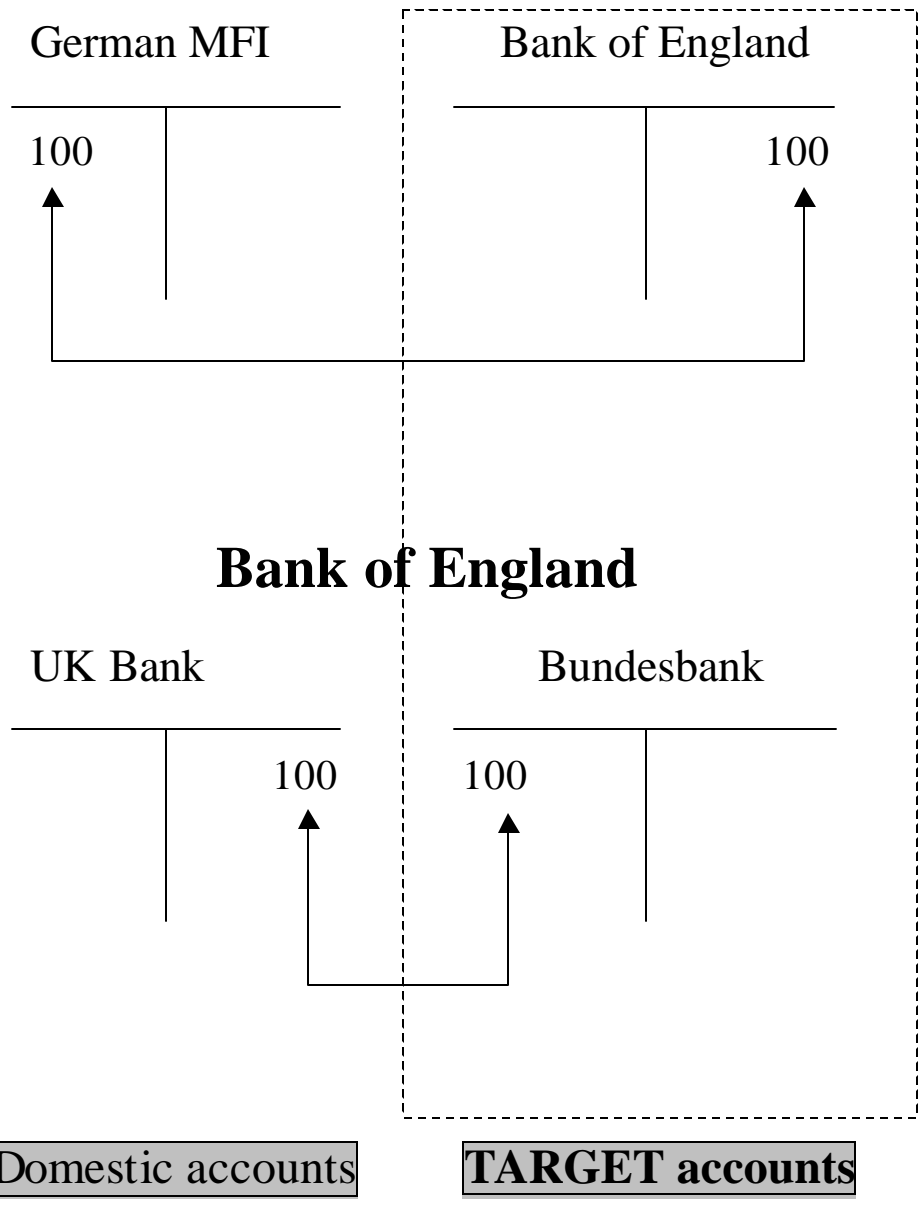 German MFI Bank of England
100 100
Bank of England
UK Bank Bundesbank
100 100
Domestic accounts TARGET accounts